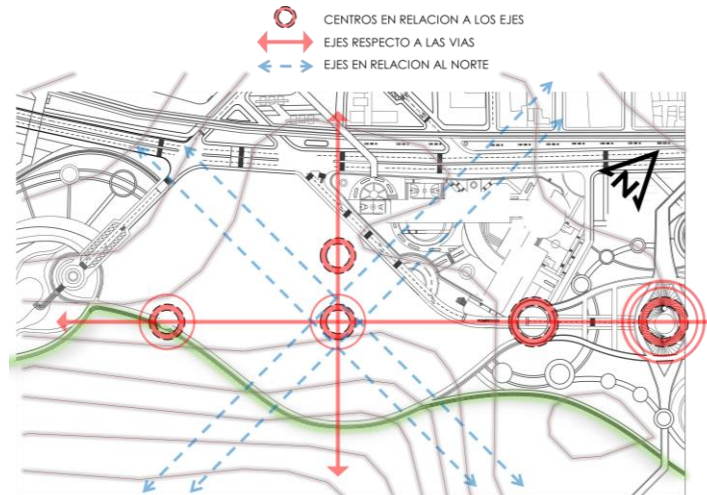 CENTROS EN RELACION A LOS EJES
EJES RESPECTO A LAS VIAS
EJES EN RELACION AL NORTE
N